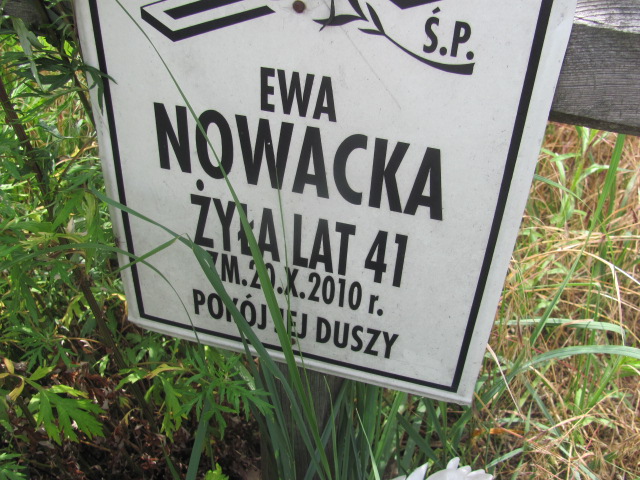 Ś.P.
EWA
NOWACKA
ŻYŁA LAT 41
ZM.20.X.2010 r.
POKÓJ JEJ DUSZY